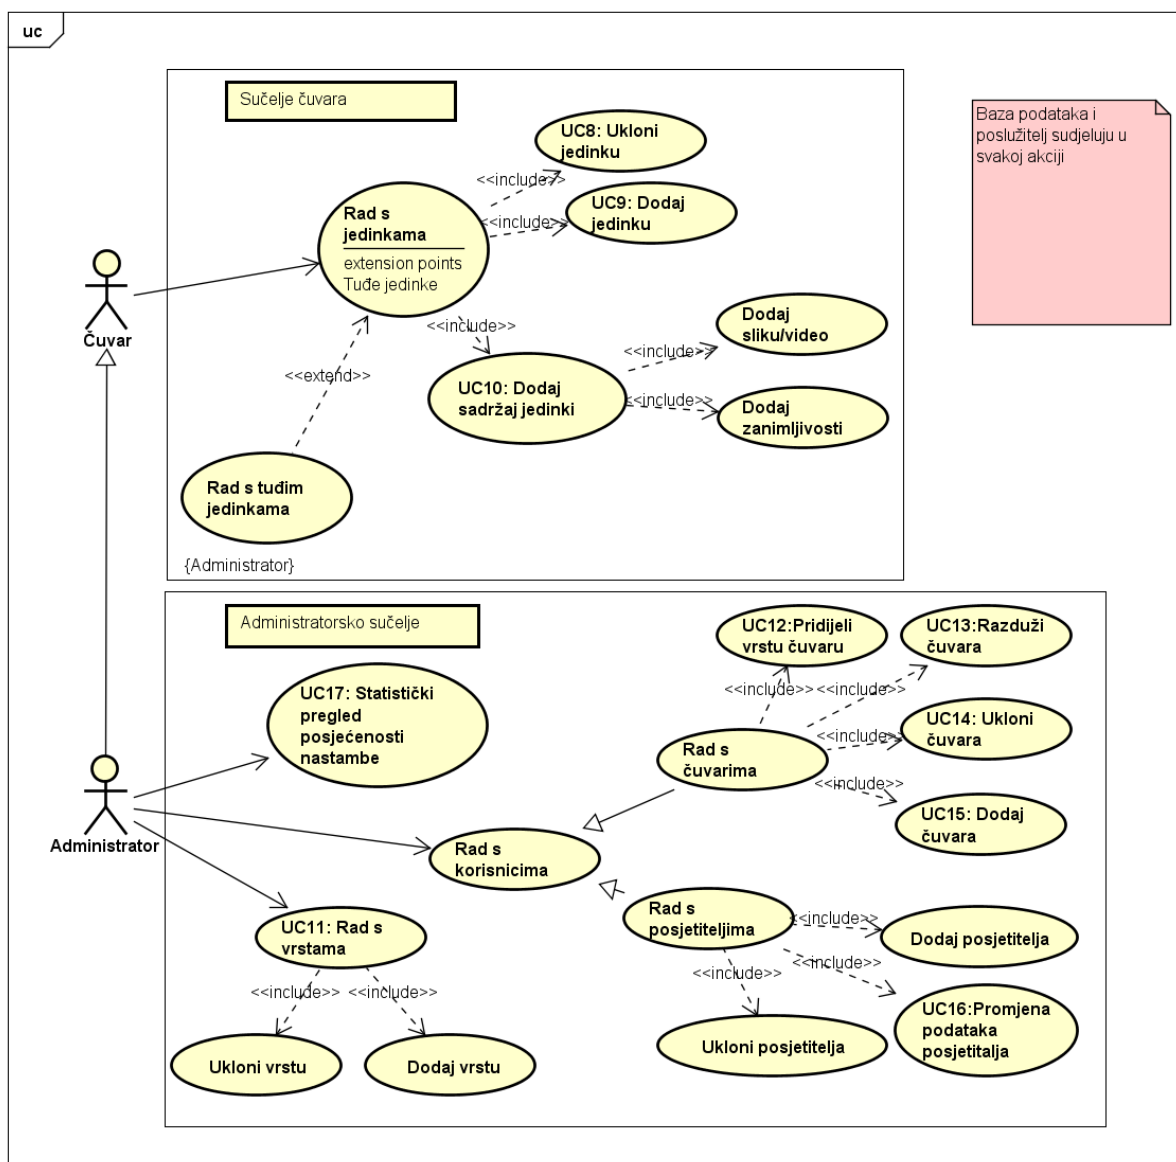 uc
Sučelje čuvara
Baza podataka i
poslužitelj sudjeluju u
svakoj akciji
UC8: Ukloni
jedinku
<<include>>
UC9: Dodaj
jedinku
<<include>>
Rad s
jedinkama
extension points
Tuđe jedinke
Čuvar
<<include>>
Dodaj
sliku/video
<<include>>
<<extend>>
UC10: Dodaj
sadržaj jedinki
<<include>>
Dodaj
zanimljivosti
Rad s tuđim
jedinkama
{Administrator}
Administratorsko sučelje
UC12:Pridijeli
vrstu čuvaru
UC13:Razduži
čuvara
UC17: Statistički
pregled
posjećenosti
nastambe
<<include>>
<<include>>
UC14: Ukloni
čuvara
<<include>>
Rad s
čuvarima
<<include>>
UC15: Dodaj
čuvara
Administrator
Rad s
korisnicima
Rad s
posjetiteljima
<<include>>
Dodaj posjetitelja
UC11: Rad s
vrstama
<<include>>
<<include>>
<<include>>
<<include>>
UC16:Promjena
podataka
posjetitalja
Ukloni posjetitelja
Ukloni vrstu
Dodaj vrstu